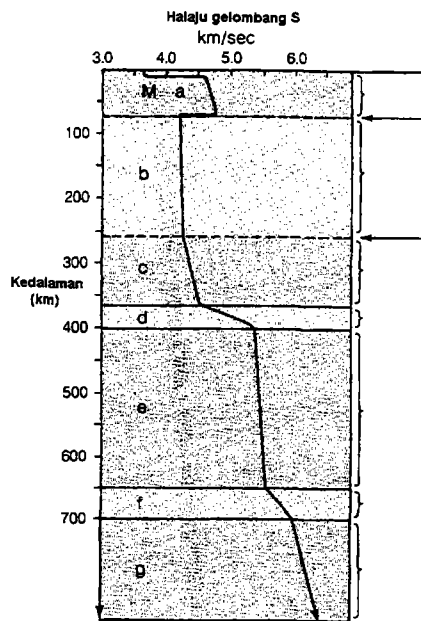 Halaju gelombang S
km/sec
3.0 4.0 5.0 6.0
M a
100
b
200
300
c
Kedalaman
(km)
d
400
500
e
600
f
700
g